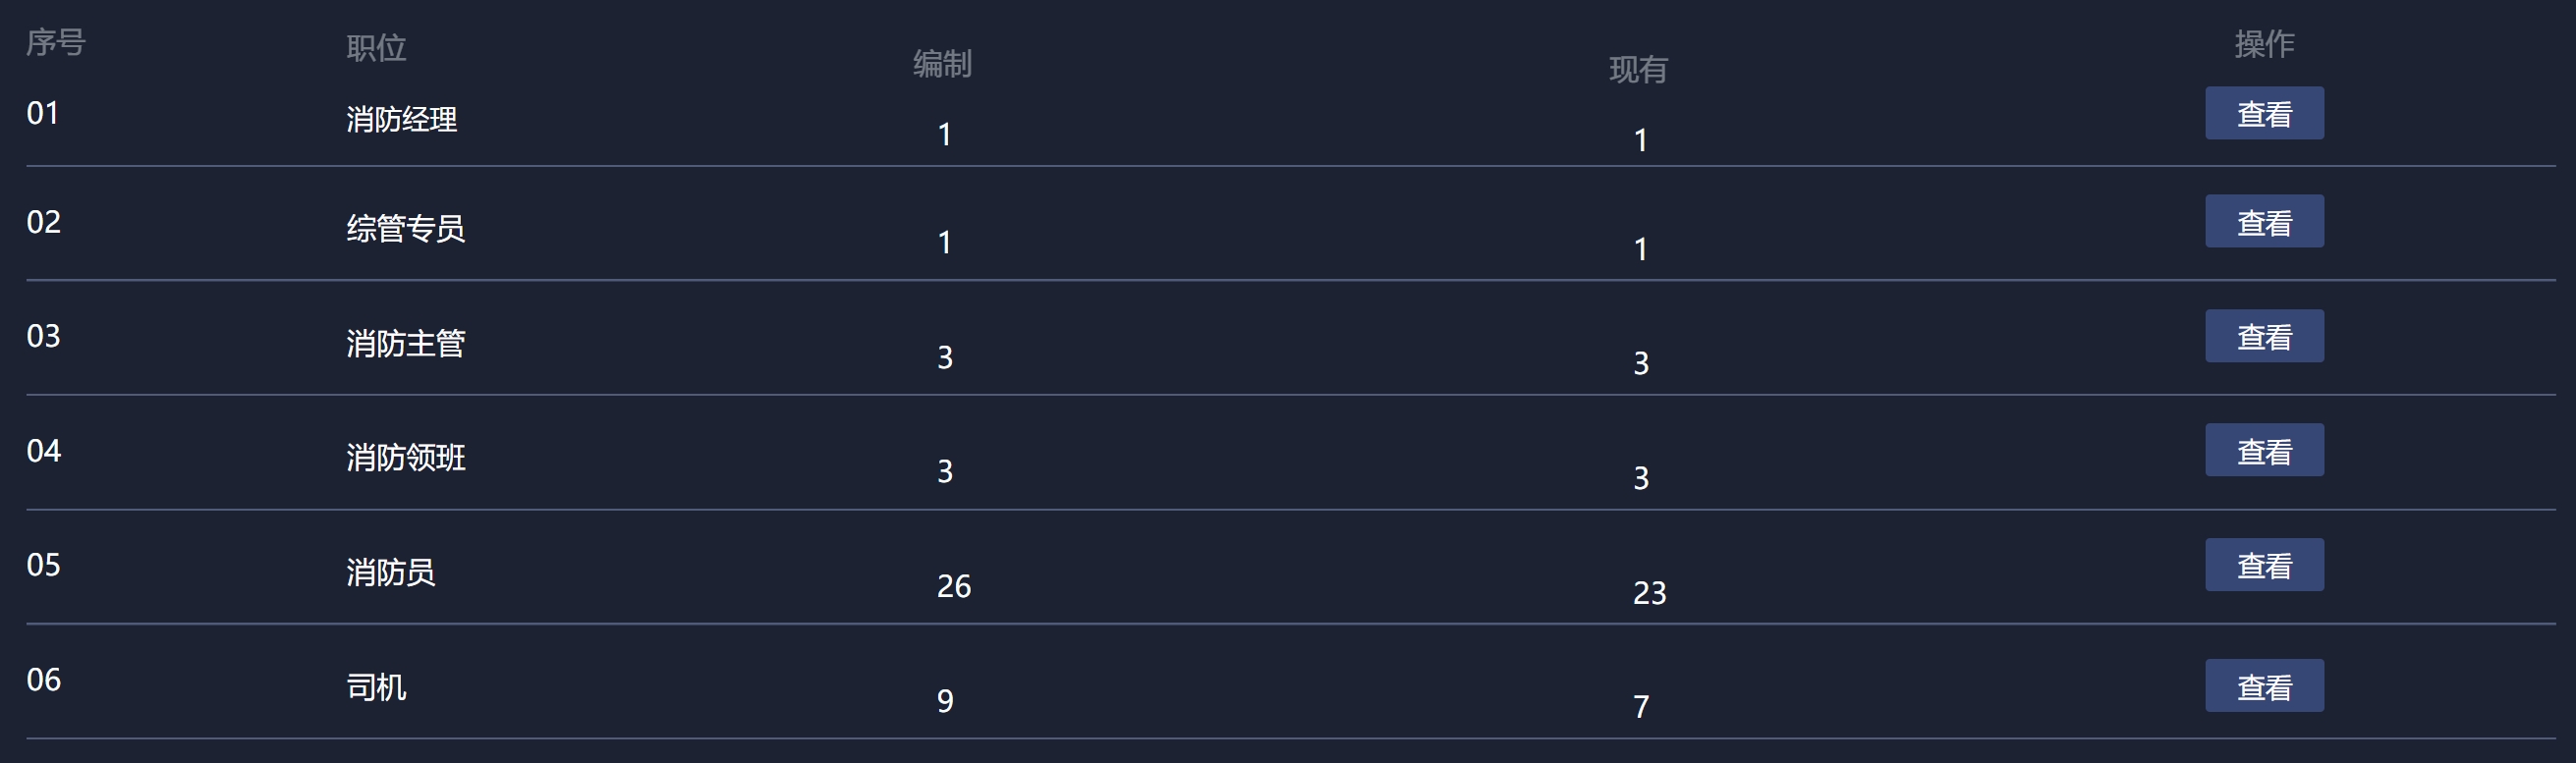 序号 职位 编制 现有 操作
01 消防经理 1 1 查看
02 综管专员 1 1 查看
03 消防主管 3 3 查看
04 消防领班 3 3 查看
05 消防员 26 23 查看
06 司机 9 7 查看